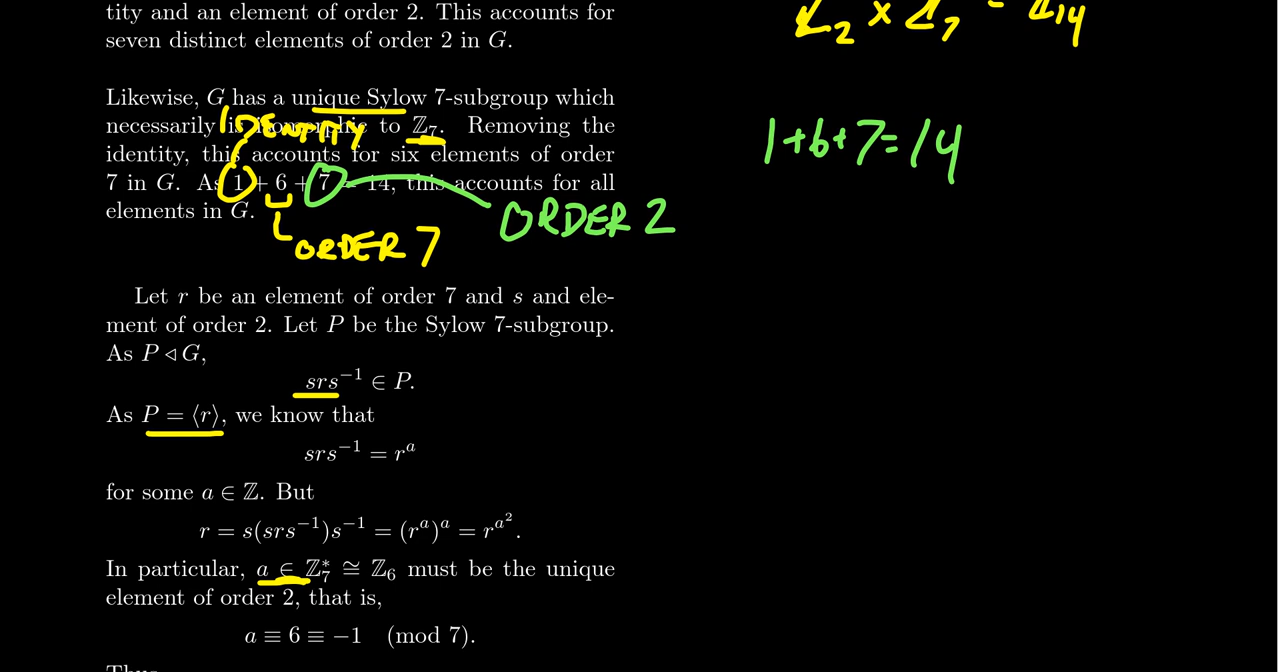 tity and an element of order 2. This accounts for
seven distinct elements of order 2 in G.
ℤ₂ × ℤ₇ = ℤ₁₄
Likewise, G has a unique Sylow 7-subgroup which
necessarily is isomorphic to ℤ₇. Removing the
IDENTITY
identity, this accounts for six elements of order
7 in G. As 1 + 6 + 7 = 14, this accounts for all
elements in G.
1+6+7=14
ORDER 2
ORDER 7
Let r be an element of order 7 and s and ele-
ment of order 2. Let P be the Sylow 7-subgroup.
As P ◁ G,
srs⁻¹ ∈ P.
As P = ⟨r⟩, we know that
srs⁻¹ = rᵃ
for some a ∈ ℤ. But
r = s(srs⁻¹)s⁻¹ = (rᵃ)ᵃ = r^{a²}.
In particular, a ∈ ℤ₇* ≅ ℤ₆ must be the unique
element of order 2, that is,
a ≡ 6 ≡ −1 (mod 7).